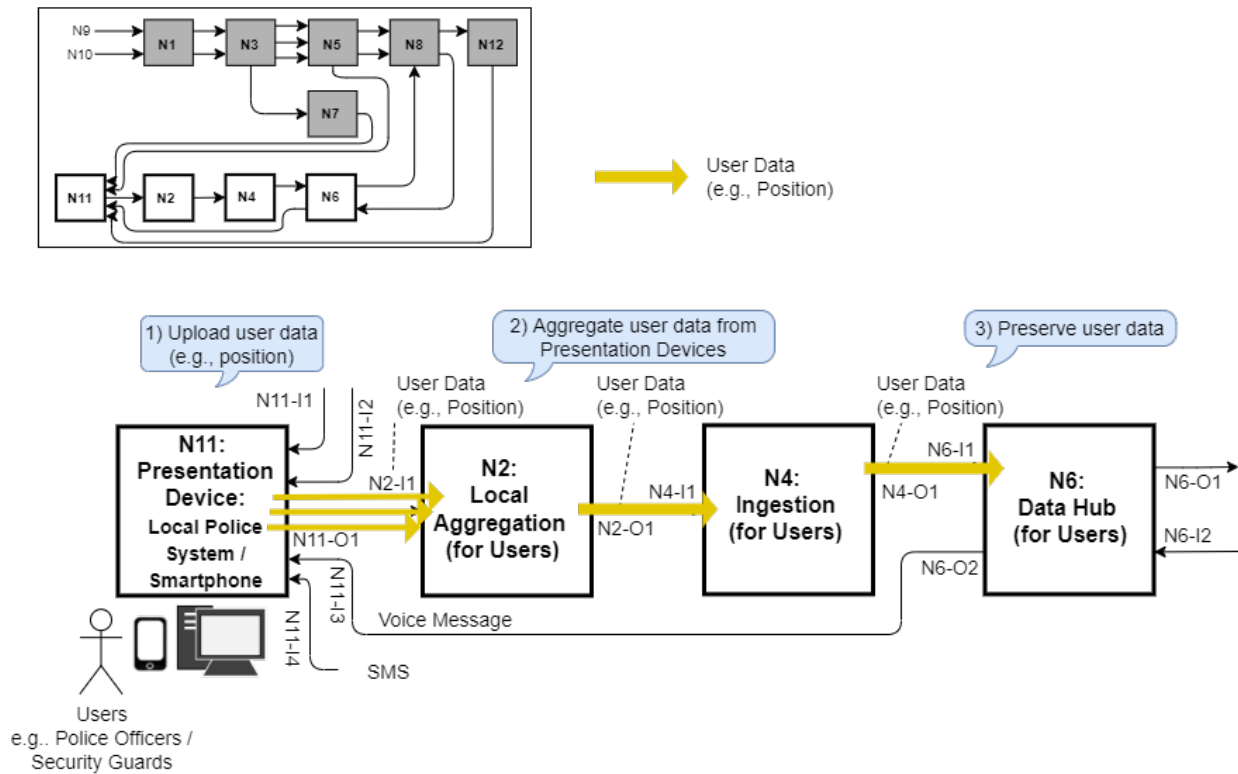 N9
N10
N1
N3
N5
N8
N12
N7
N11
N2
N4
N6
User Data
(e.g., Position)
1) Upload user data
(e.g., position)
2) Aggregate user data from
Presentation Devices
3) Preserve user data
N11-I1
N11-I2
User Data
(e.g., Position)
User Data
(e.g., Position)
User Data
(e.g., Position)
N11:
Presentation
Device:
Local Police
System /
Smartphone
N2-I1
N11-O1
N2:
Local
Aggregation
(for Users)
N4-I1
N2-O1
N4:
Ingestion
(for Users)
N6-I1
N4-O1
N6:
Data Hub
(for Users)
N6-O1
N6-I2
N6-O2
N11-I3
N11-I4
Voice Message
SMS
Users
e.g.. Police Officers /
Security Guards